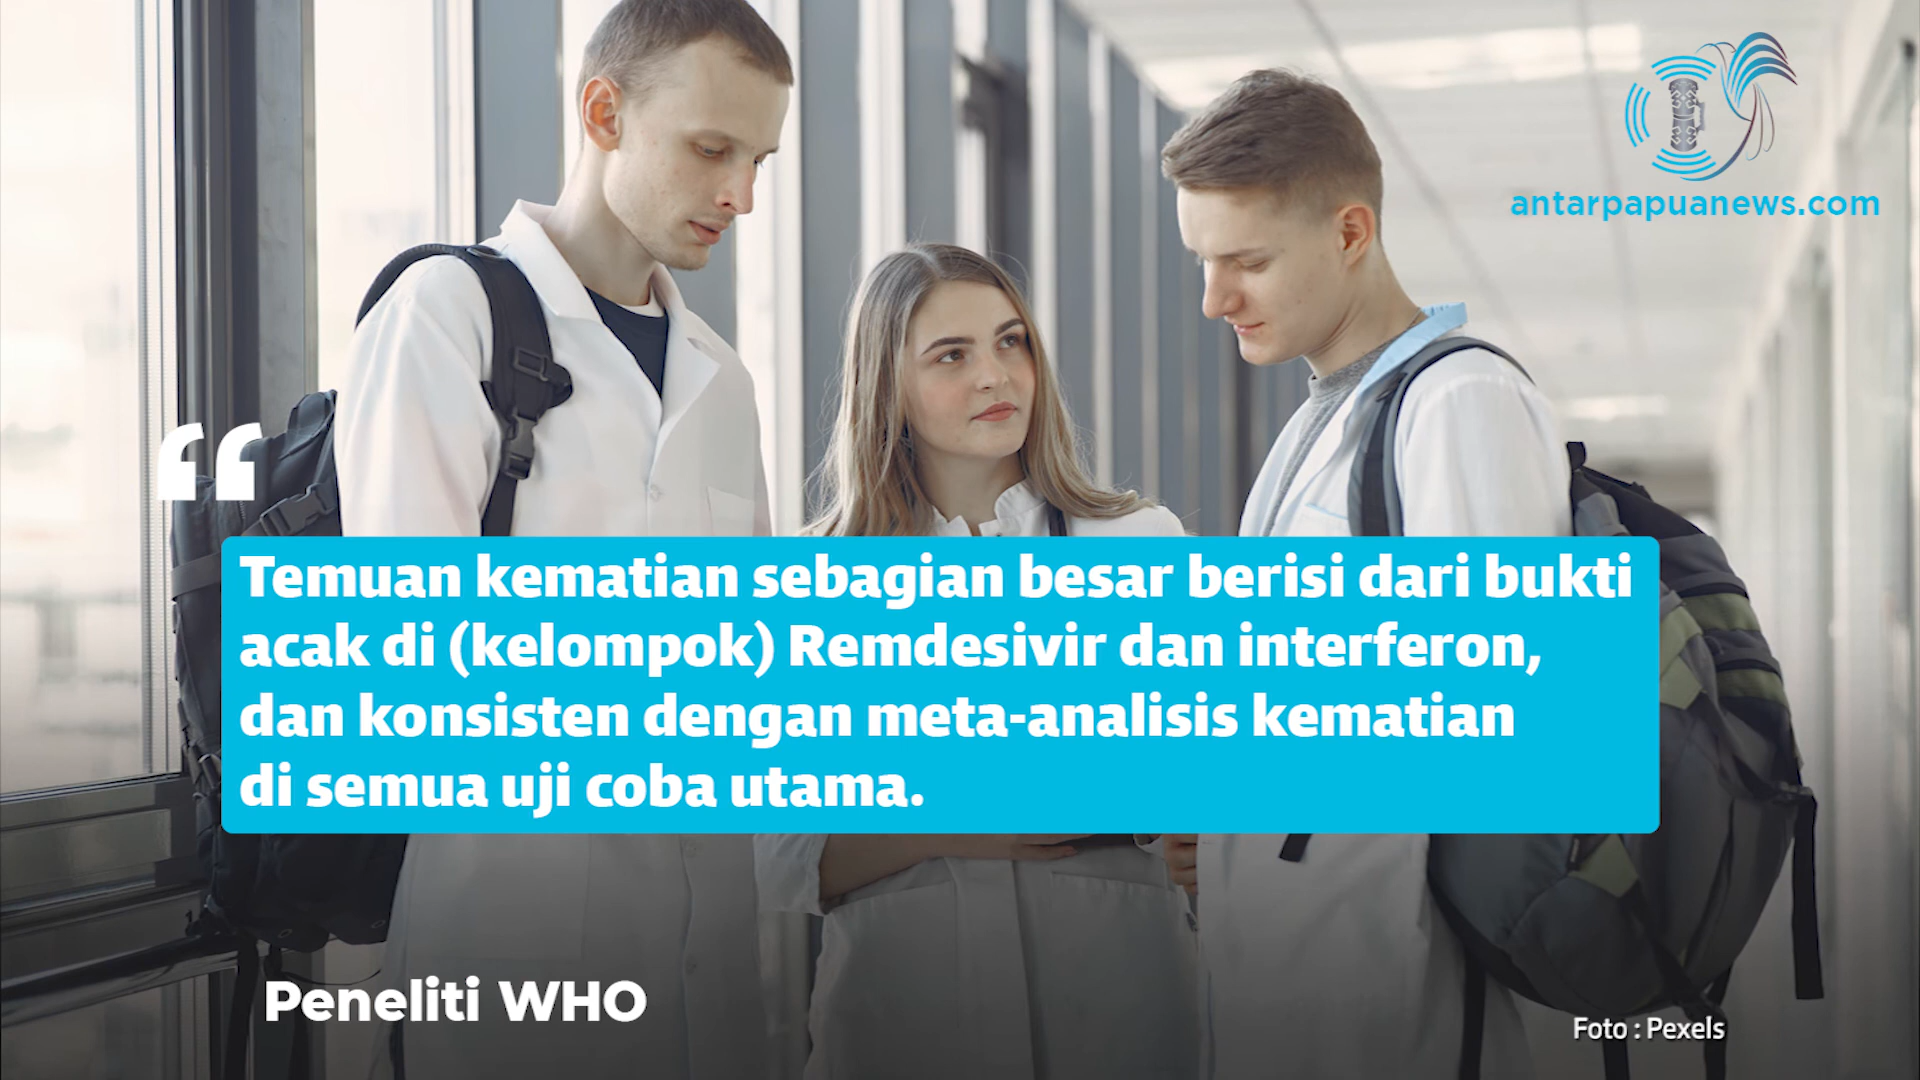 antarpapuanews.com
“
Temuan kematian sebagian besar berisi dari bukti
acak di (kelompok) Remdesivir dan interferon,
dan konsisten dengan meta-analisis kematian
di semua uji coba utama.
Peneliti WHO
Foto : Pexels